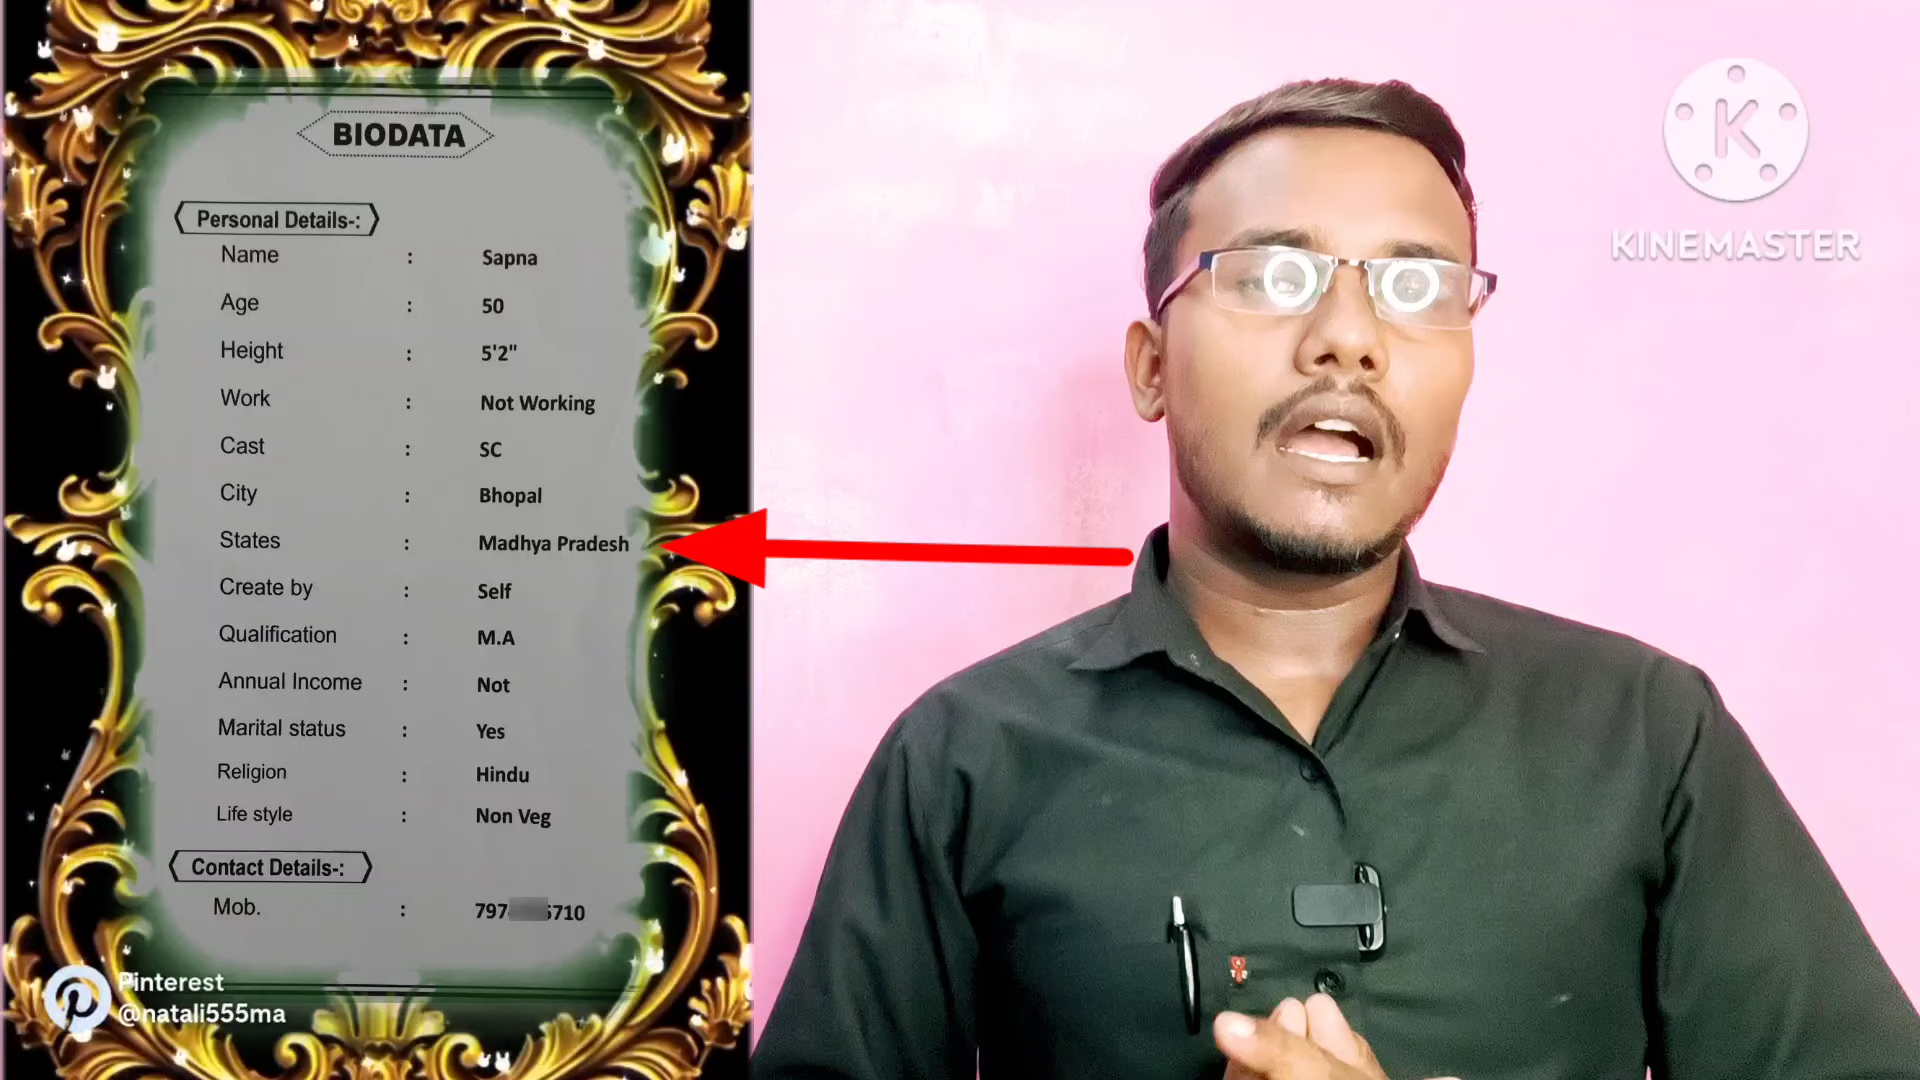 BIODATA
Personal Details-:
Name : Sapna
Age : 50
Height : 5'2"
Work : Not Working
Cast : SC
City : Bhopal
States : Madhya Pradesh
Create by : Self
Qualification : M.A
Annual Income : Not
Marital status : Yes
Religion : Hindu
Life style : Non Veg
Contact Details-:
Mob. : 797 710
Pinterest
@natali555ma
K
KINEMASTER